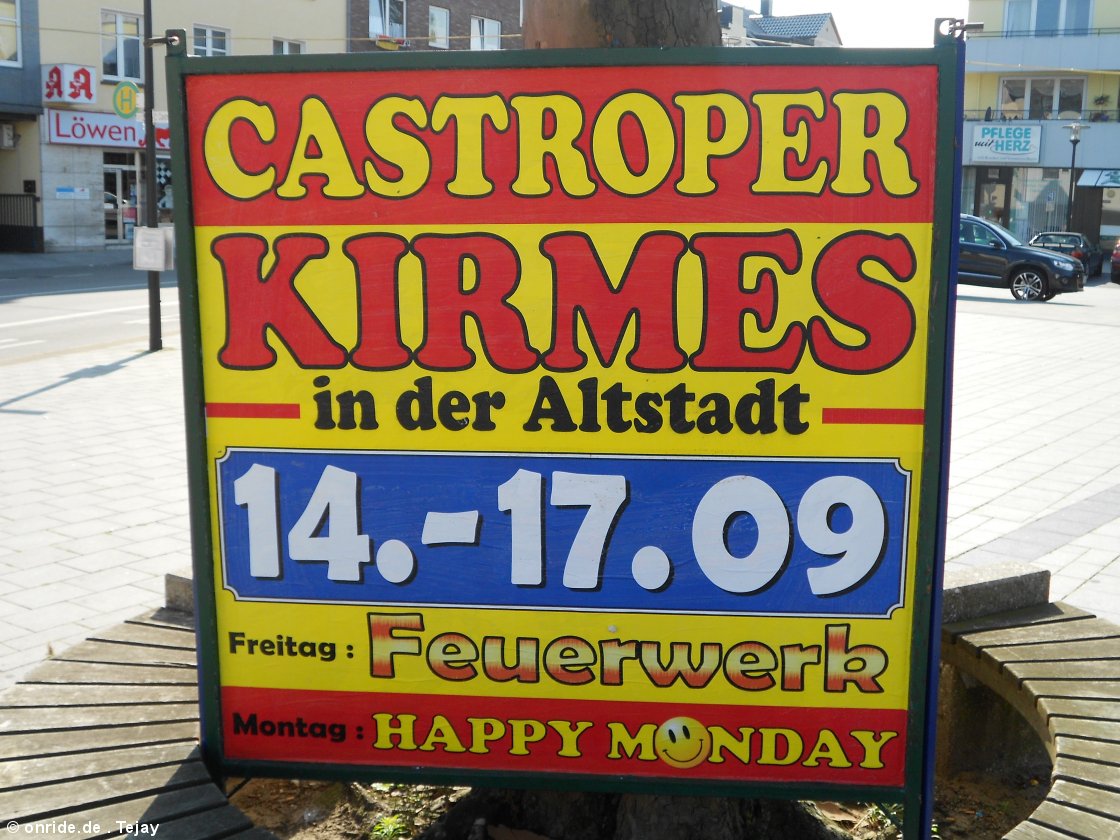 CASTROPER
KIRMES
in der Altstadt
14.-17.09
Freitag : Feuerwerk
Montag : HAPPY MONDAY
Löwen
H
PFLEGE
mit HERZ
© onride.de . Tejay